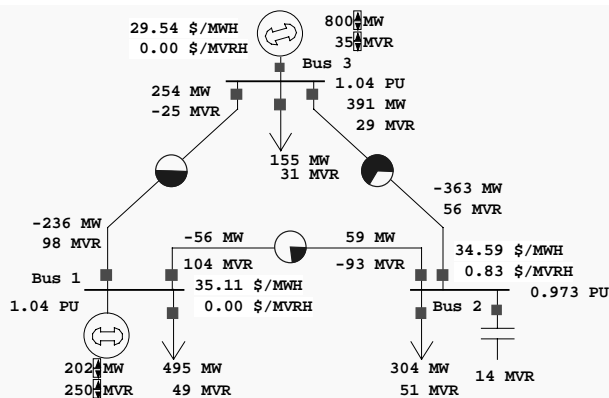 29.54 $/MWH
0.00 $/MVRH
800 MW
35 MVR
Bus 3
1.04 PU
254 MW
-25 MVR
391 MW
29 MVR
155 MW
31 MVR
-363 MW
56 MVR
-236 MW
98 MVR
-56 MW
104 MVR
59 MW
-93 MVR
34.59 $/MWH
0.83 $/MVRH
Bus 1
35.11 $/MWH
0.00 $/MVRH
1.04 PU
Bus 2
0.973 PU
202 MW
250 MVR
495 MW
49 MVR
304 MW
51 MVR
14 MVR